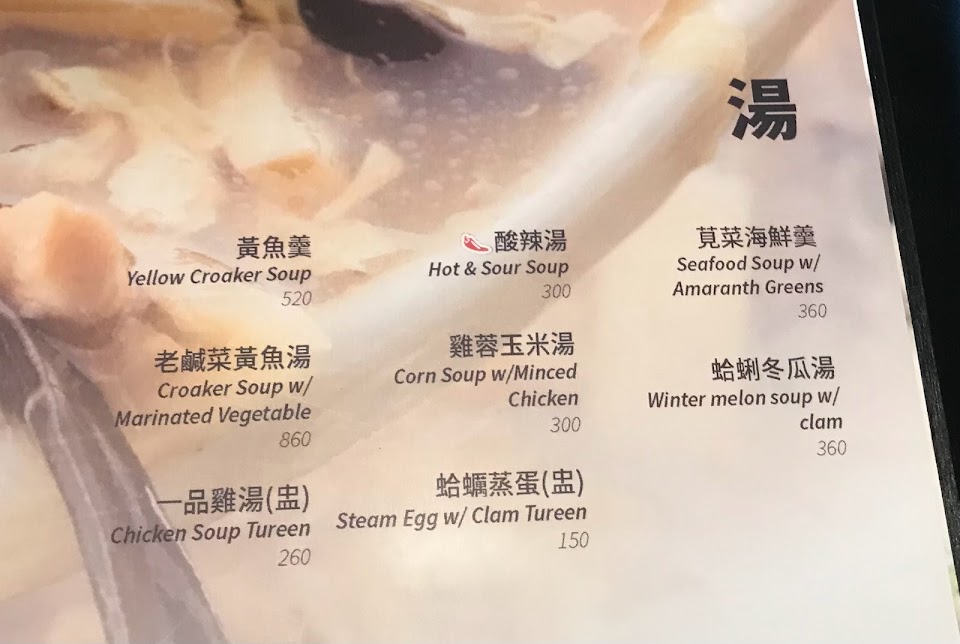 湯
黃魚羹
Yellow Croaker Soup
520
老鹹菜黃魚湯
Croaker Soup w/
Marinated Vegetable
860
一品雞湯(盅)
Chicken Soup Tureen
260
酸辣湯
Hot & Sour Soup
300
雞蓉玉米湯
Corn Soup w/Minced
Chicken
300
蛤蠣蒸蛋(盅)
Steam Egg w/ Clam Tureen
150
莧菜海鮮羹
Seafood Soup w/
Amaranth Greens
360
蛤蜊冬瓜湯
Winter melon soup w/
clam
360